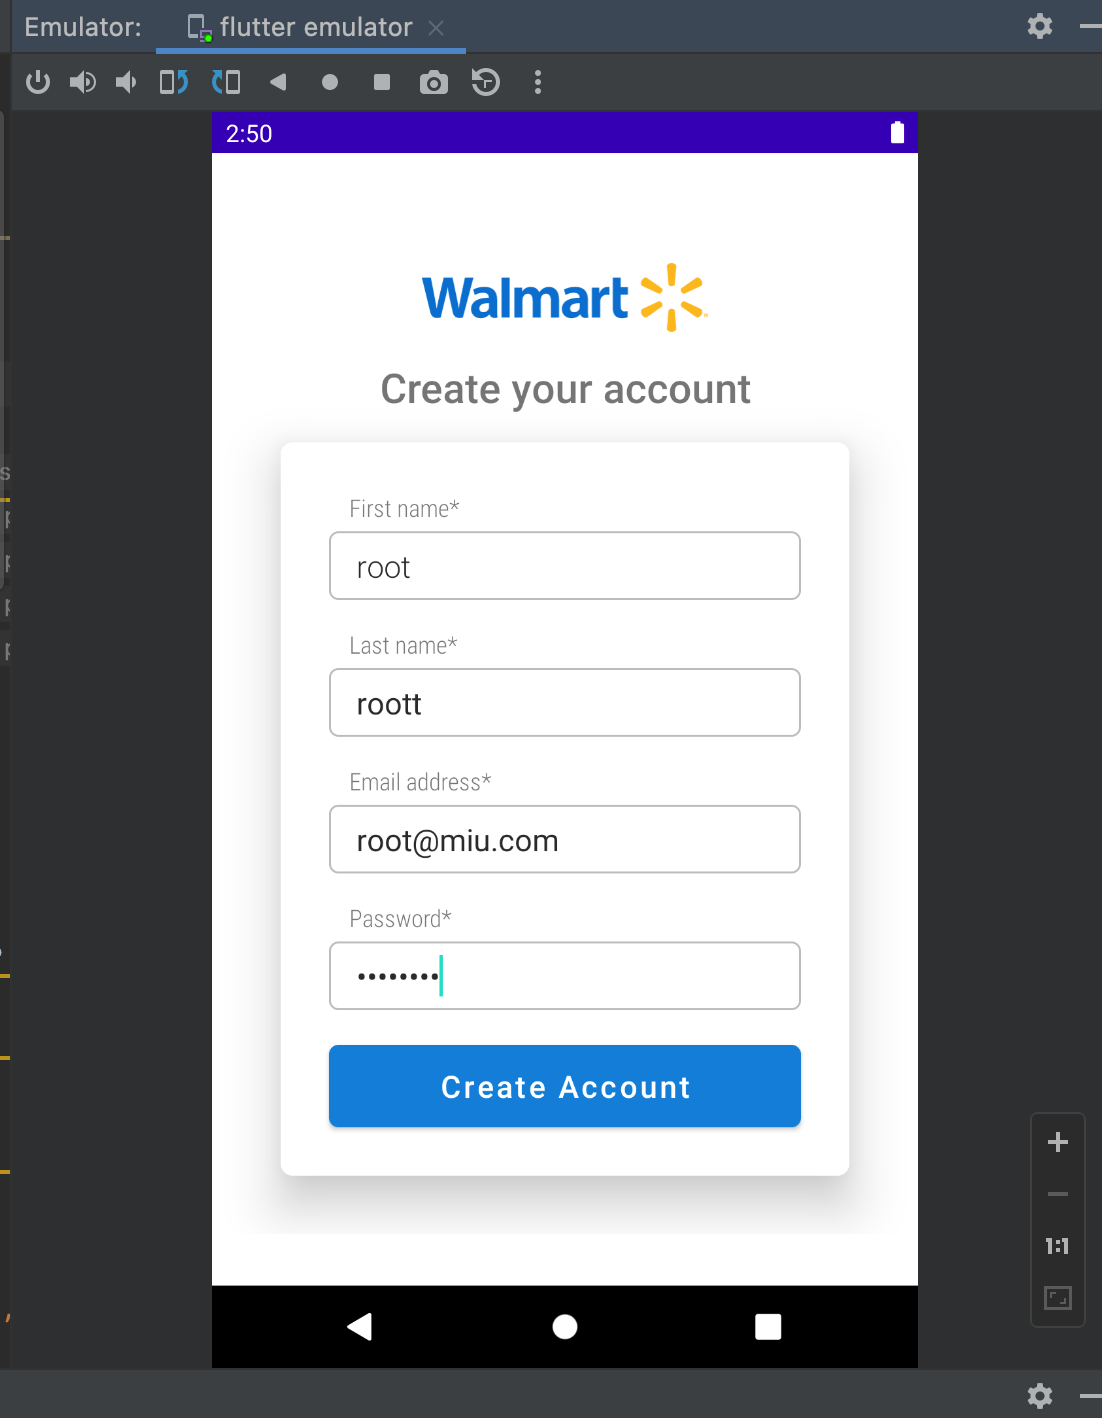 Emulator: flutter emulator
2:50
Walmart
Create your account
First name*
root
Last name*
roott
Email address*
root@miu.com
Password*
••••••••
Create Account
1:1